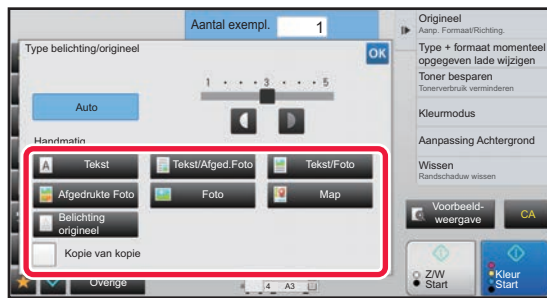 Aantal exempl. 1
Type belichting/origineel
OK
1 3 5
Auto
Handmatig
Tekst
Tekst/Afged.Foto
Tekst/Foto
Afgedrukte Foto
Foto
Map
Belichting
origineel
Kopie van kopie
Overige
4 A3
Origineel
Aanp. Formaat/Richting.
Type + formaat momenteel
opgegeven lade wijzigen
Toner besparen
Tonerverbruik verminderen
Kleurmodus
Aanpassing Achtergrond
Wissen
Randschaduw wissen
Voorbeeld-
weergave
CA
Z/W
Start
Kleur
Start